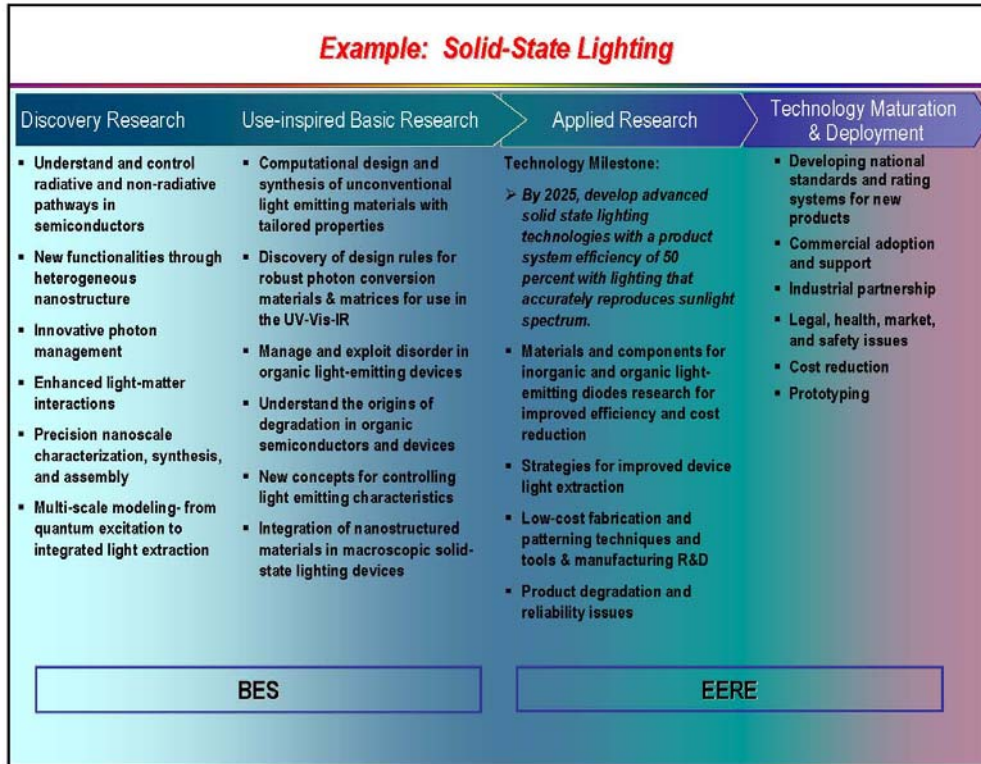 Example: Solid-State Lighting
Discovery Research
▪ Understand and control
radiative and non-radiative
pathways in
semiconductors
▪ New functionalities through
heterogeneous
nanostructure
▪ Innovative photon
management
▪ Enhanced light-matter
interactions
▪ Precision nanoscale
characterization, synthesis,
and assembly
▪ Multi-scale modeling- from
quantum excitation to
integrated light extraction
Use-inspired Basic Research
▪ Computational design and
synthesis of unconventional
light emitting materials with
tailored properties
▪ Discovery of design rules for
robust photon conversion
materials & matrices for use in
the UV-Vis-IR
▪ Manage and exploit disorder in
organic light-emitting devices
▪ Understand the origins of
degradation in organic
semiconductors and devices
▪ New concepts for controlling
light emitting characteristics
▪ Integration of nanostructured
materials in macroscopic solid-
state lighting devices
Applied Research
Technology Milestone:
➢ By 2025, develop advanced
solid state lighting
technologies with a product
system efficiency of 50
percent with lighting that
accurately reproduces sunlight
spectrum.
▪ Materials and components for
inorganic and organic light-
emitting diodes research for
improved efficiency and cost
reduction
▪ Strategies for improved device
light extraction
▪ Low-cost fabrication and
patterning techniques and
tools & manufacturing R&D
▪ Product degradation and
reliability issues
Technology Maturation
& Deployment
▪ Developing national
standards and rating
systems for new
products
▪ Commercial adoption
and support
▪ Industrial partnership
▪ Legal, health, market,
and safety issues
▪ Cost reduction
▪ Prototyping
BES
EERE